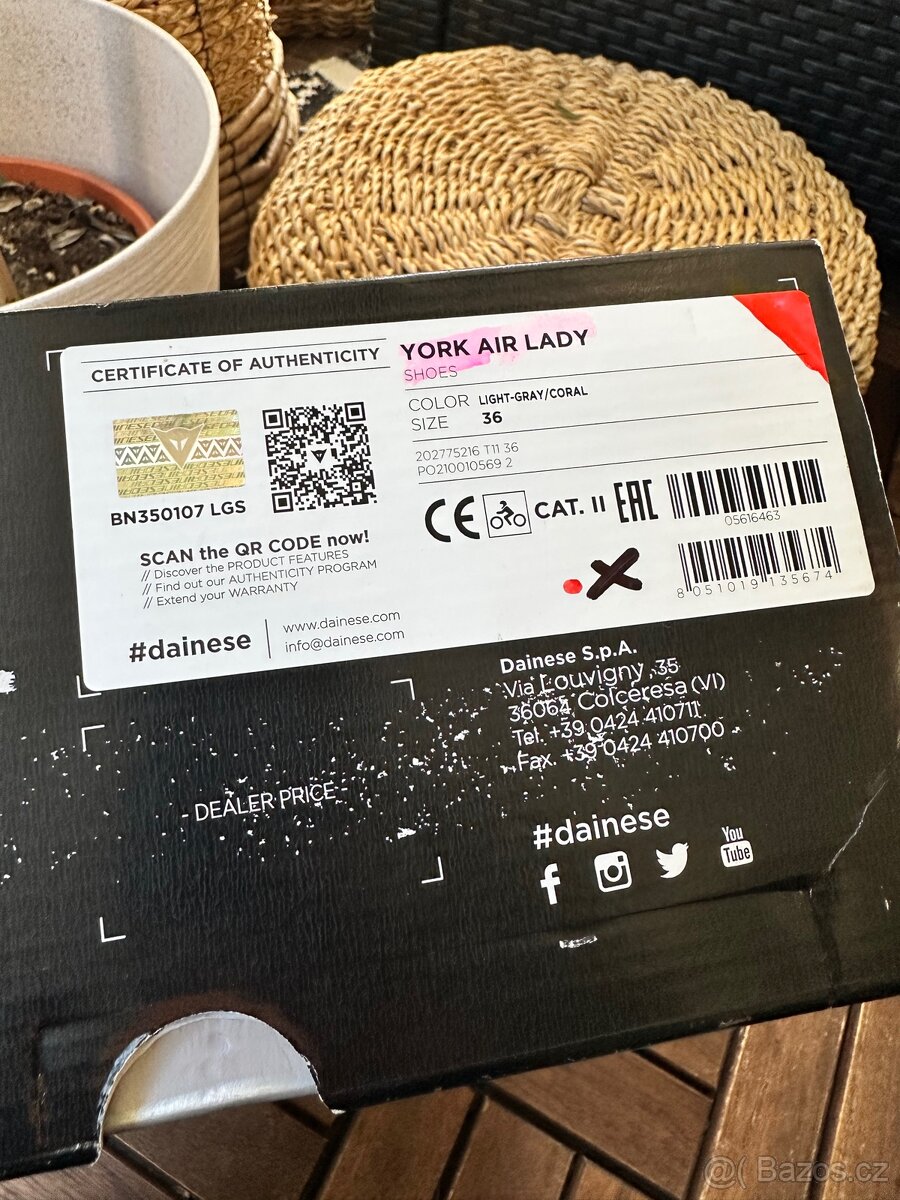 CERTIFICATE OF AUTHENTICITY
BN350107 LGS
SCAN the QR CODE now!
// Discover the PRODUCT FEATURES
// Find out our AUTHENTICITY PROGRAM
// Extend your WARRANTY
#dainese
www.dainese.com
info@dainese.com
YORK AIR LADY
SHOES
COLOR LIGHT-GRAY/CORAL
SIZE 36
202775216 T11 36
PO210010569 2
CE CAT. II EAC
05616463
8 051019 135674
X
Dainese S.p.A.
Via Louvigny, 35
36064 Colceresa (VI)
Tel. +39 0424 410711
Fax. +39 0424 410700
- DEALER PRICE -
#dainese
You
Tube
@( Bazos.cz